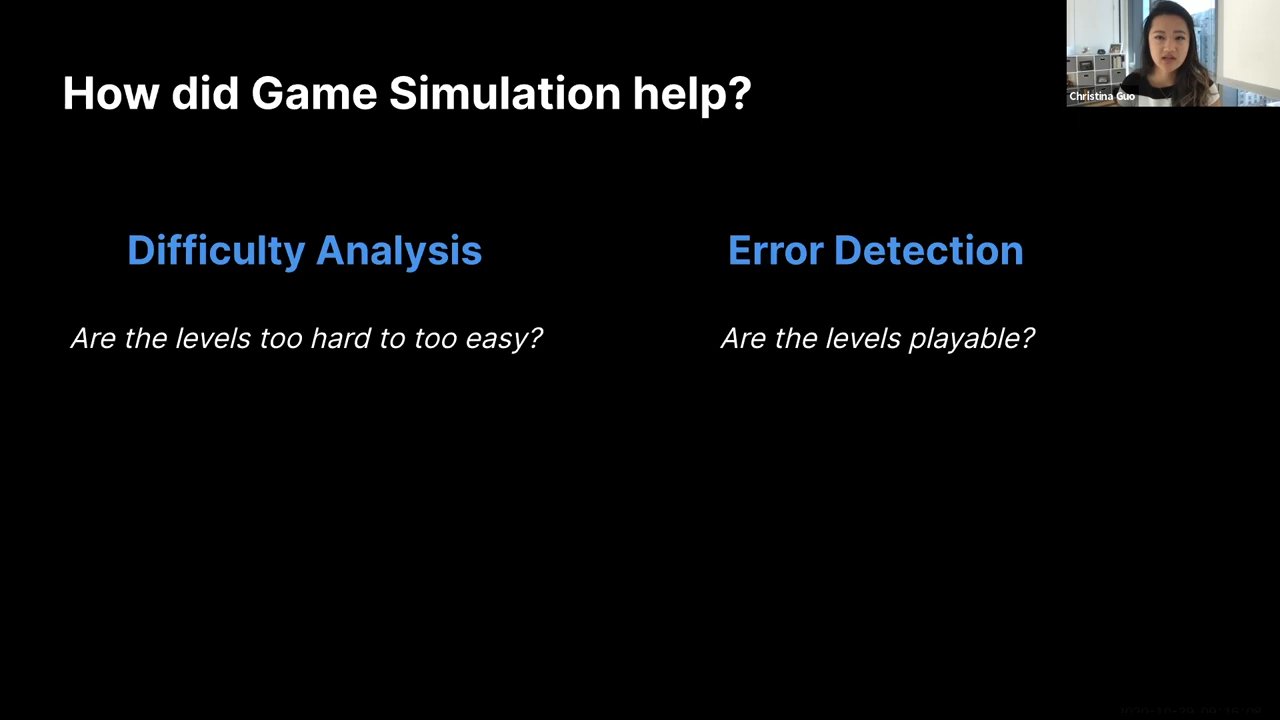 How did Game Simulation help?
Christina Guo
Difficulty Analysis
Error Detection
Are the levels too hard to too easy?
Are the levels playable?